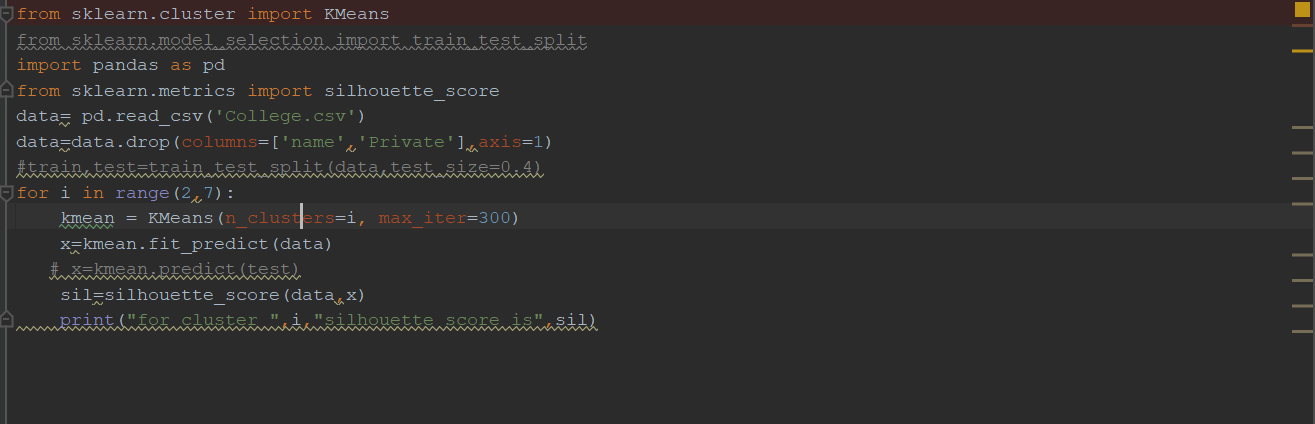 from sklearn.cluster import KMeans
from sklearn.model_selection import train_test_split
import pandas as pd
from sklearn.metrics import silhouette_score
data= pd.read_csv('College.csv')
data=data.drop(columns=['name','Private'],axis=1)
#train,test=train_test_split(data,test_size=0.4)
for i in range(2,7):
    kmean = KMeans(n_clusters=i, max_iter=300)
    x=kmean.fit_predict(data)
   # x=kmean.predict(test)
    sil=silhouette_score(data,x)
    print("for cluster ",i,"silhouette score is",sil)